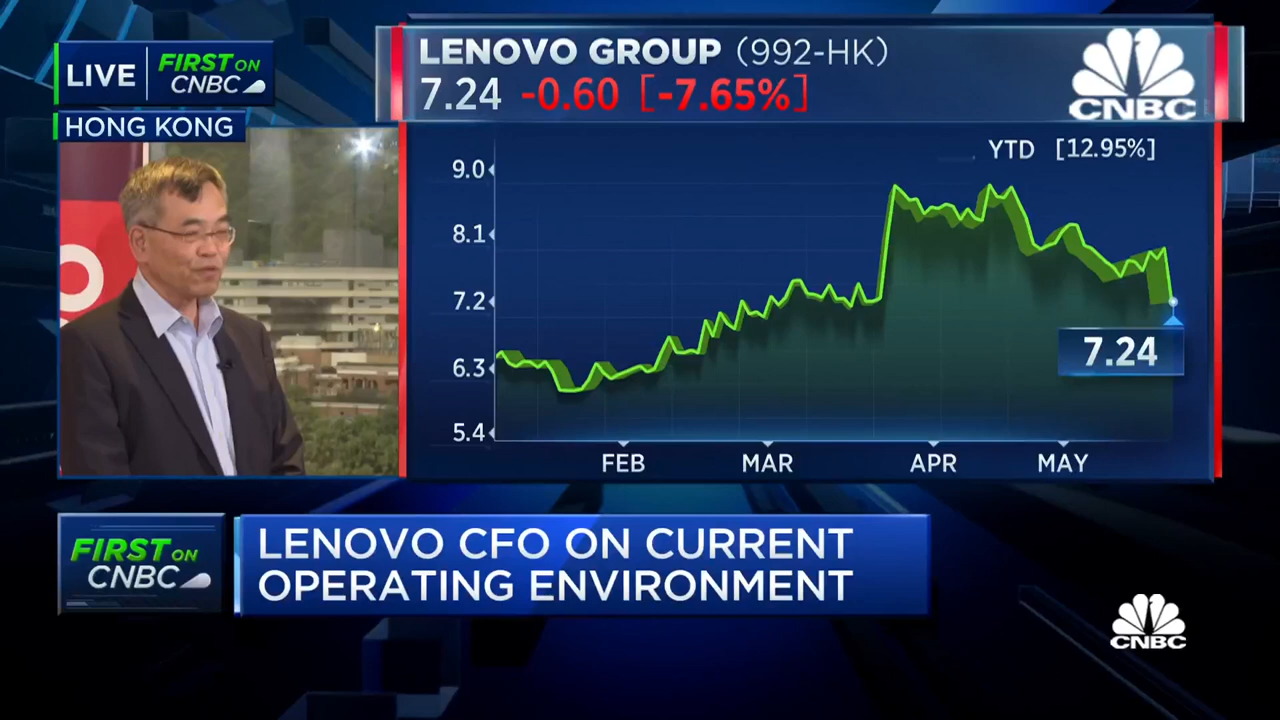 LIVE
FIRST ON
CNBC
HONG KONG
LENOVO GROUP (992-HK)
7.24 -0.60 [-7.65%]
CNBC
YTD [12.95%]
9.0
8.1
7.2
6.3
5.4
7.24
FEB MAR APR MAY
FIRST ON
CNBC
LENOVO CFO ON CURRENT
OPERATING ENVIRONMENT
CNBC